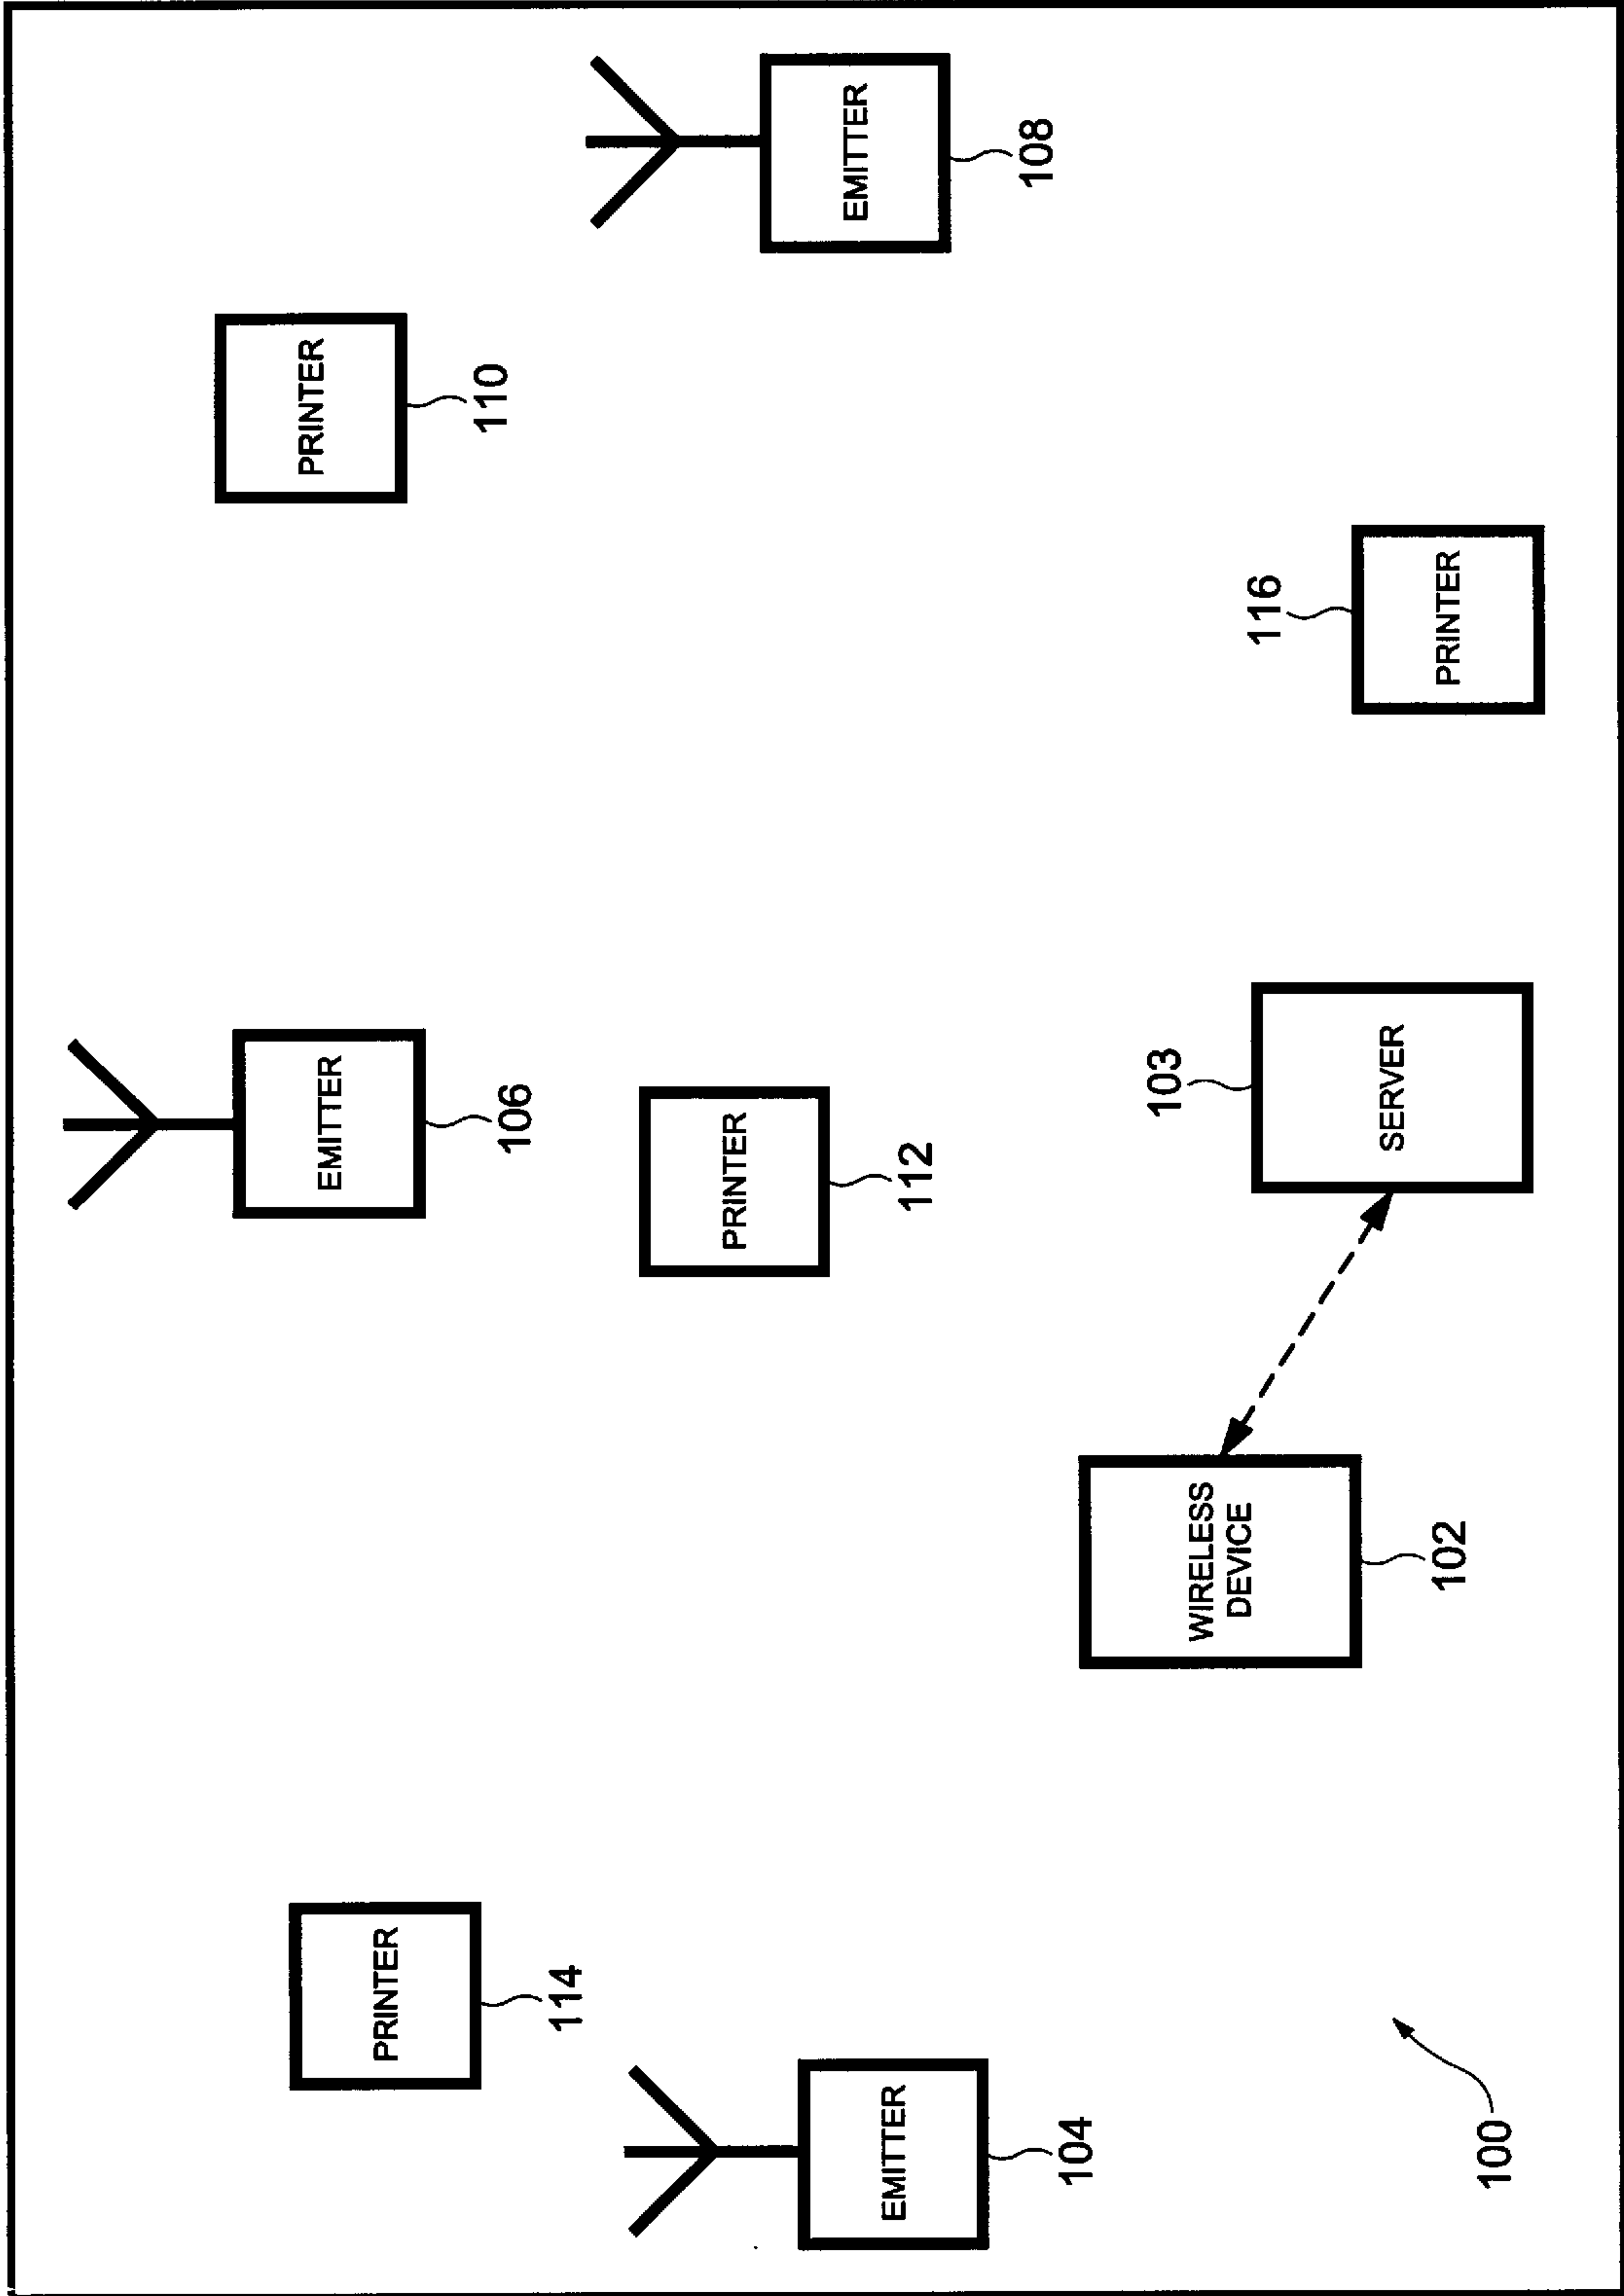 EMITTER
106
PRINTER
110
PRINTER
114
EMITTER
108
PRINTER
112
EMITTER
104
WIRELESS
DEVICE
102
103
SERVER
116
PRINTER
100